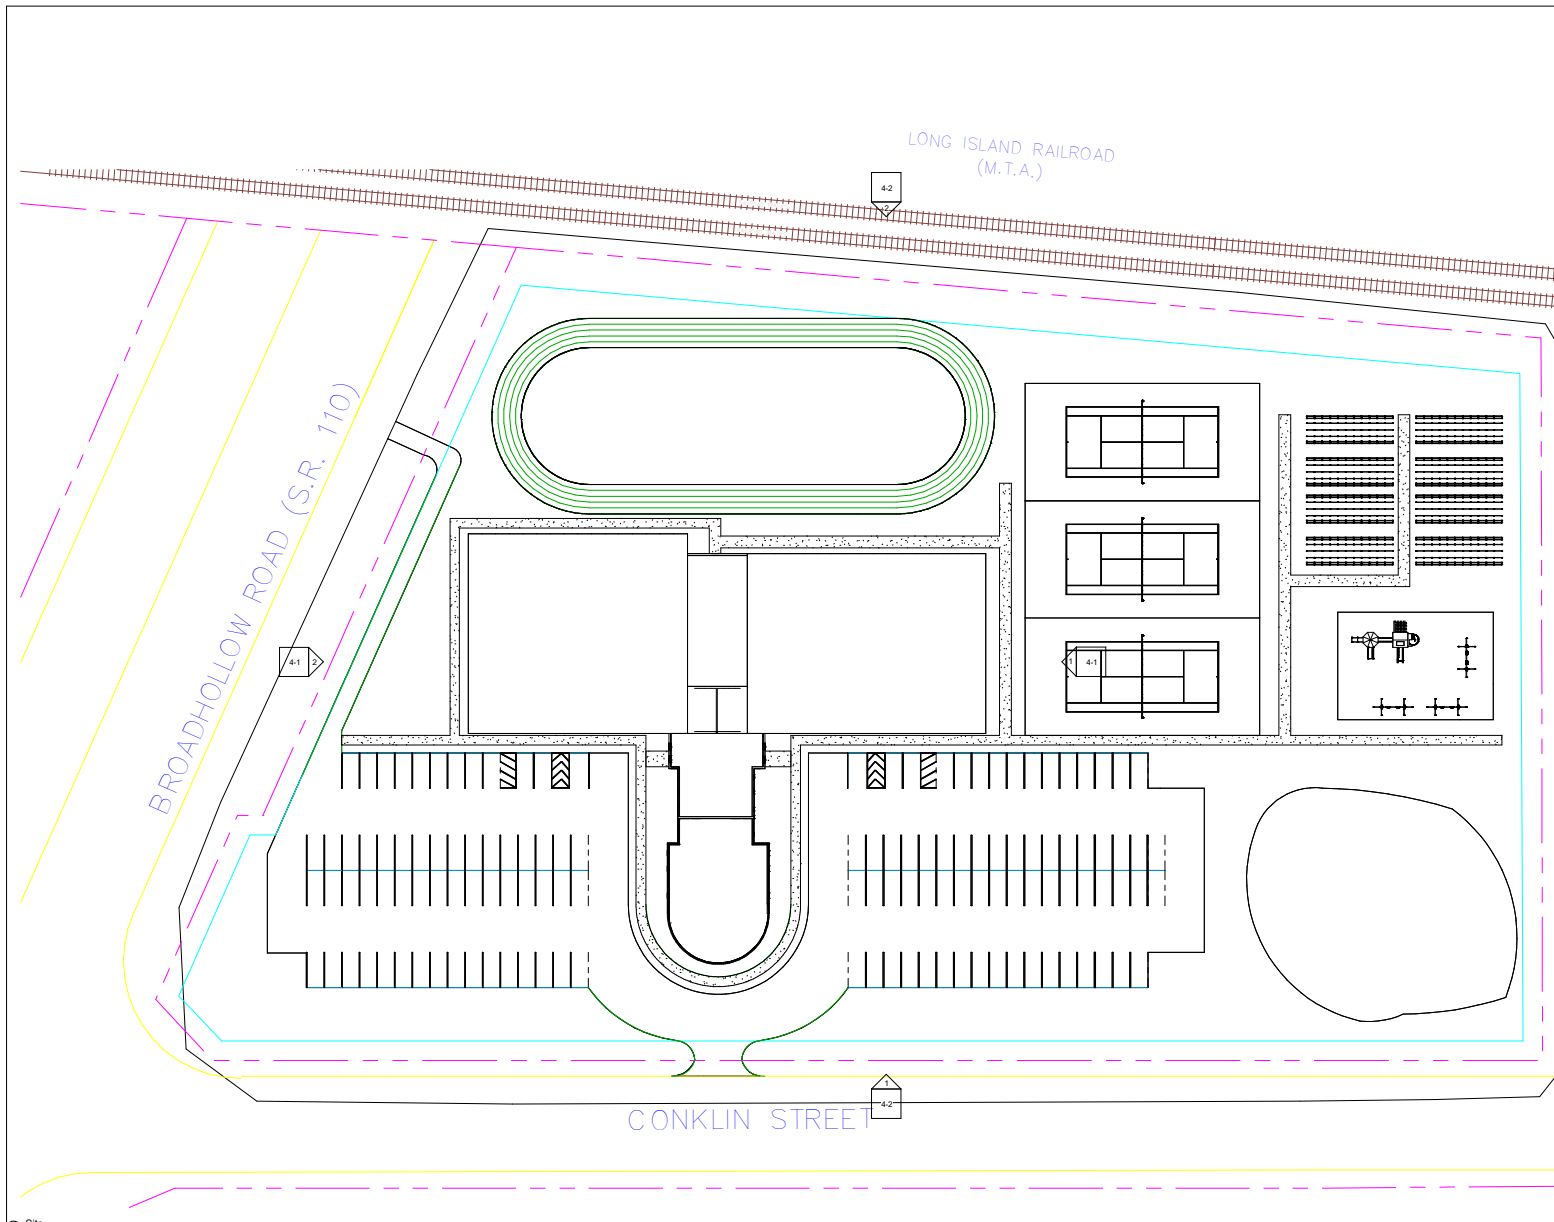 LONG ISLAND RAILROAD
(M.T.A.)
4-2
2
BROADHOLLOW ROAD (S.R. 110)
4-1
2
1
4-1
1
4-2
CONKLIN STREET